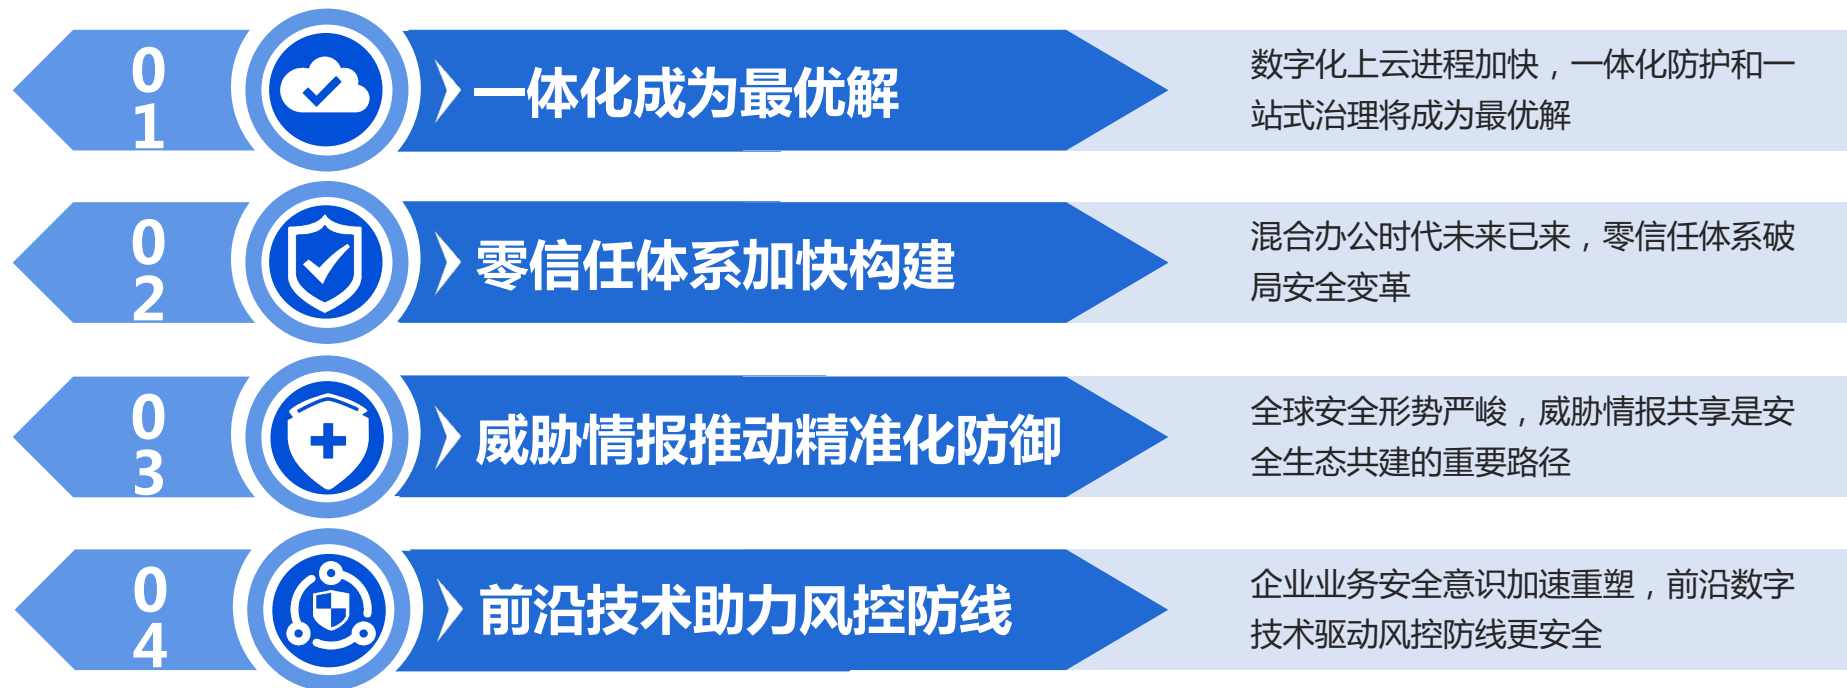 01
一体化成为最优解
数字化上云进程加快，一体化防护和一
站式治理将成为最优解
02
零信任体系加快构建
混合办公时代未来已来，零信任体系破
局安全变革
03
威胁情报推动精准化防御
全球安全形势严峻，威胁情报共享是安
全生态共建的重要路径
04
前沿技术助力风控防线
企业业务安全意识加速重塑，前沿数字
技术驱动风控防线更安全